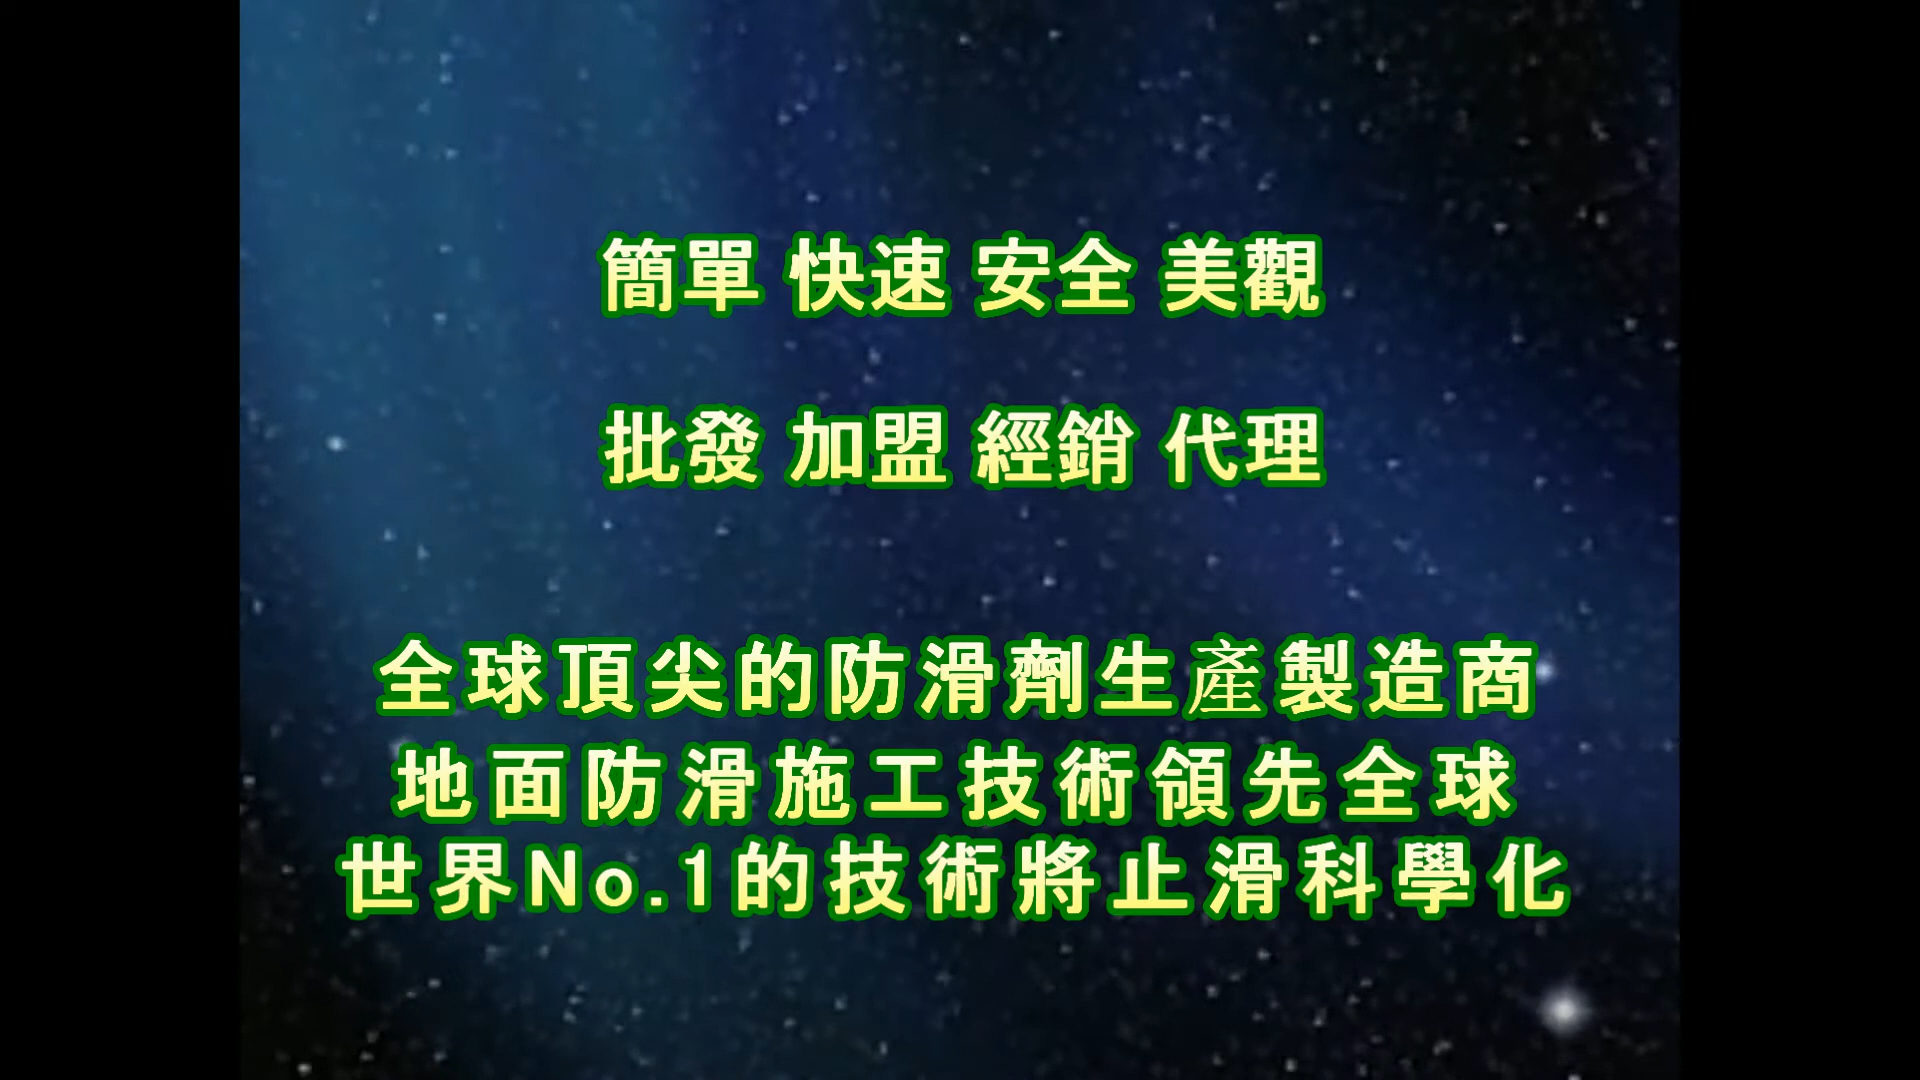 簡單 快速 安全 美觀
批發 加盟 經銷 代理
全球頂尖的防滑劑生產製造商
地面防滑施工技術領先全球
世界No.1的技術將止滑科學化